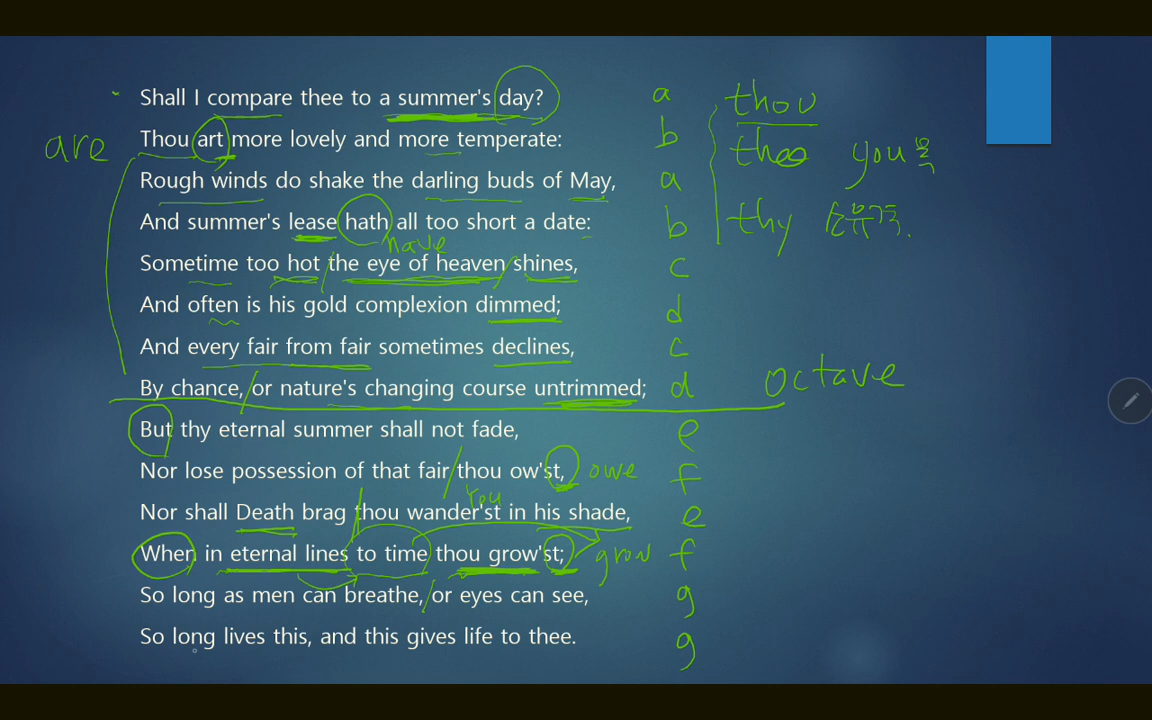 Shall I compare thee to a summer's day? a thou
are Thou art more lovely and more temperate: b thee you를
Rough winds do shake the darling buds of May, a
And summer's lease hath all too short a date: b thy
have
Sometime too hot the eye of heaven shines, c
And often is his gold complexion dimmed; d
And every fair from fair sometimes declines, c
By chance, or nature's changing course untrimmed; d octave
But thy eternal summer shall not fade, e
Nor lose possession of that fair thou ow'st, owe f
you
Nor shall Death brag thou wander'st in his shade, e
When in eternal lines to time thou grow'st; grow f
So long as men can breathe, or eyes can see, g
So long lives this, and this gives life to thee. g